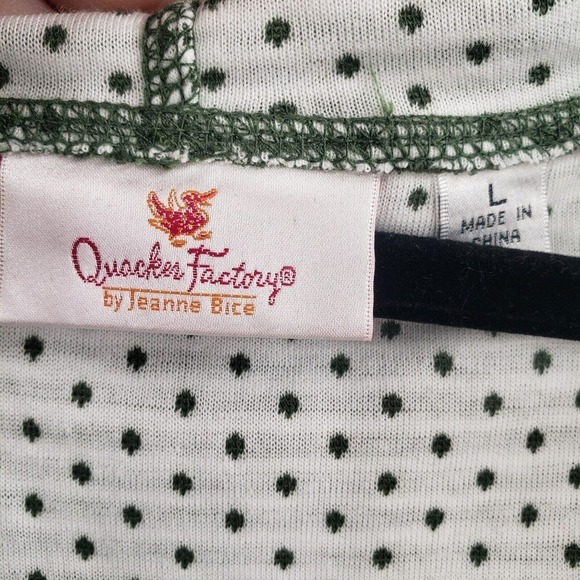 Quacker Factory®
by Jeanne Bice
L
MADE IN
CHINA